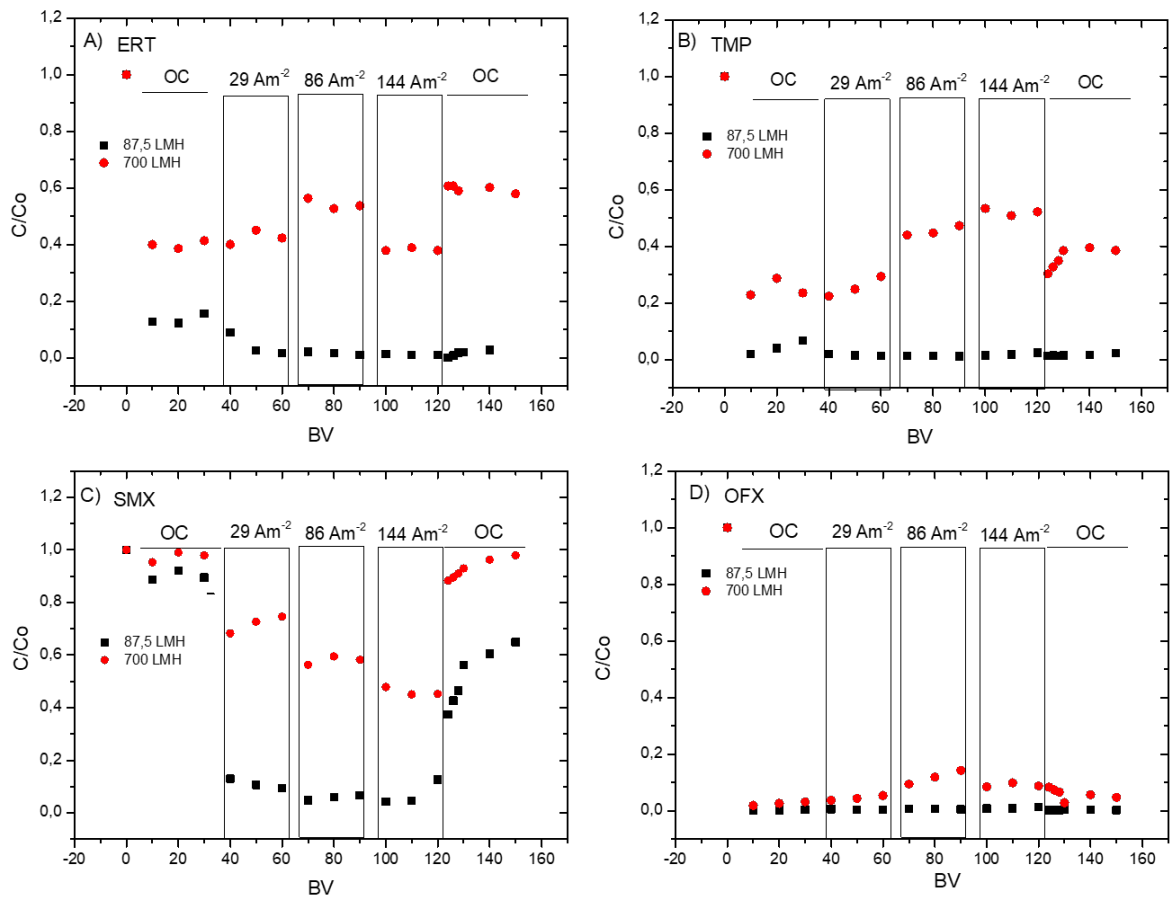 A) ERT
OC 29 Am-2 86 Am-2 144 Am-2 OC
87,5 LMH
700 LMH
1,2
1,0
0,8
0,6
0,4
0,2
0,0
C/Co
-20 0 20 40 60 80 100 120 140 160
BV
B) TMP
OC 29 Am-2 86 Am-2 144 Am-2 OC
87,5 LMH
700 LMH
1,2
1,0
0,8
0,6
0,4
0,2
0,0
C/Co
-20 0 20 40 60 80 100 120 140 160
BV
C) SMX
OC 29 Am-2 86 Am-2 144 Am-2 OC
87,5 LMH
700 LMH
1,2
1,0
0,8
0,6
0,4
0,2
0,0
C/Co
-20 0 20 40 60 80 100 120 140 160
BV
D) OFX
OC 29 Am-2 86 Am-2 144 Am-2 OC
87,5 LMH
700 LMH
1,2
1,0
0,8
0,6
0,4
0,2
0,0
C/Co
-20 0 20 40 60 80 100 120 140 160
BV